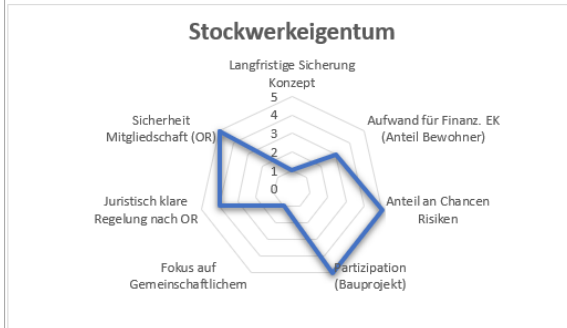 Stockwerkeigentum
Langfristige Sicherung
Konzept
5
4
3
2
1
0
Aufwand für Finanz. EK
(Anteil Bewohner)
Anteil an Chancen
Risiken
Partizipation
(Bauprojekt)
Fokus auf
Gemeinschaftlichem
Juristisch klare
Regelung nach OR
Sicherheit
Mitgliedschaft (OR)